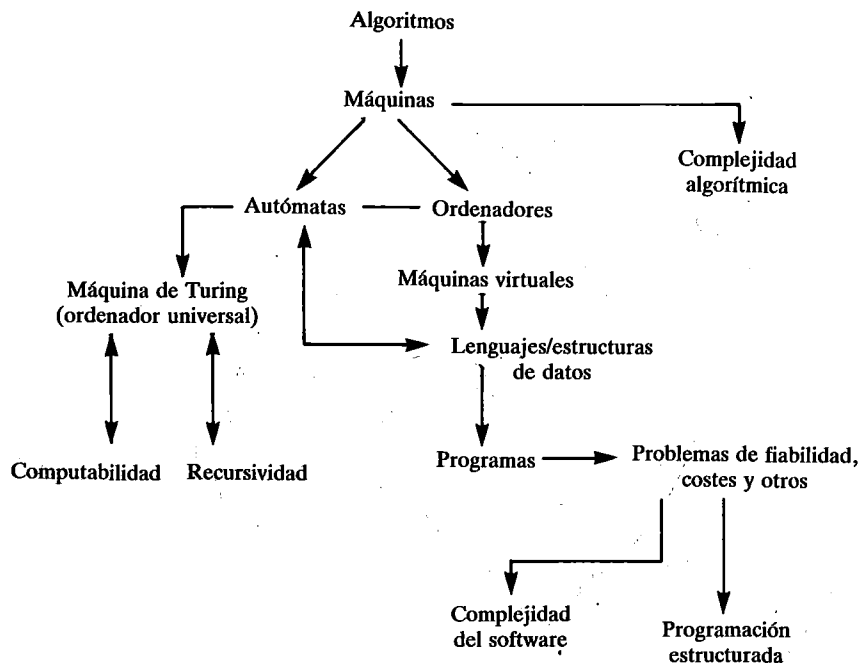 Algoritmos
Máquinas
Complejidad
algorítmica
Autómatas
Ordenadores
Máquina de Turing
(ordenador universal)
Máquinas virtuales
Lenguajes/estructuras
de datos
Computabilidad
Recursividad
Programas
Problemas de fiabilidad,
costes y otros
Complejidad
del software
Programación
estructurada